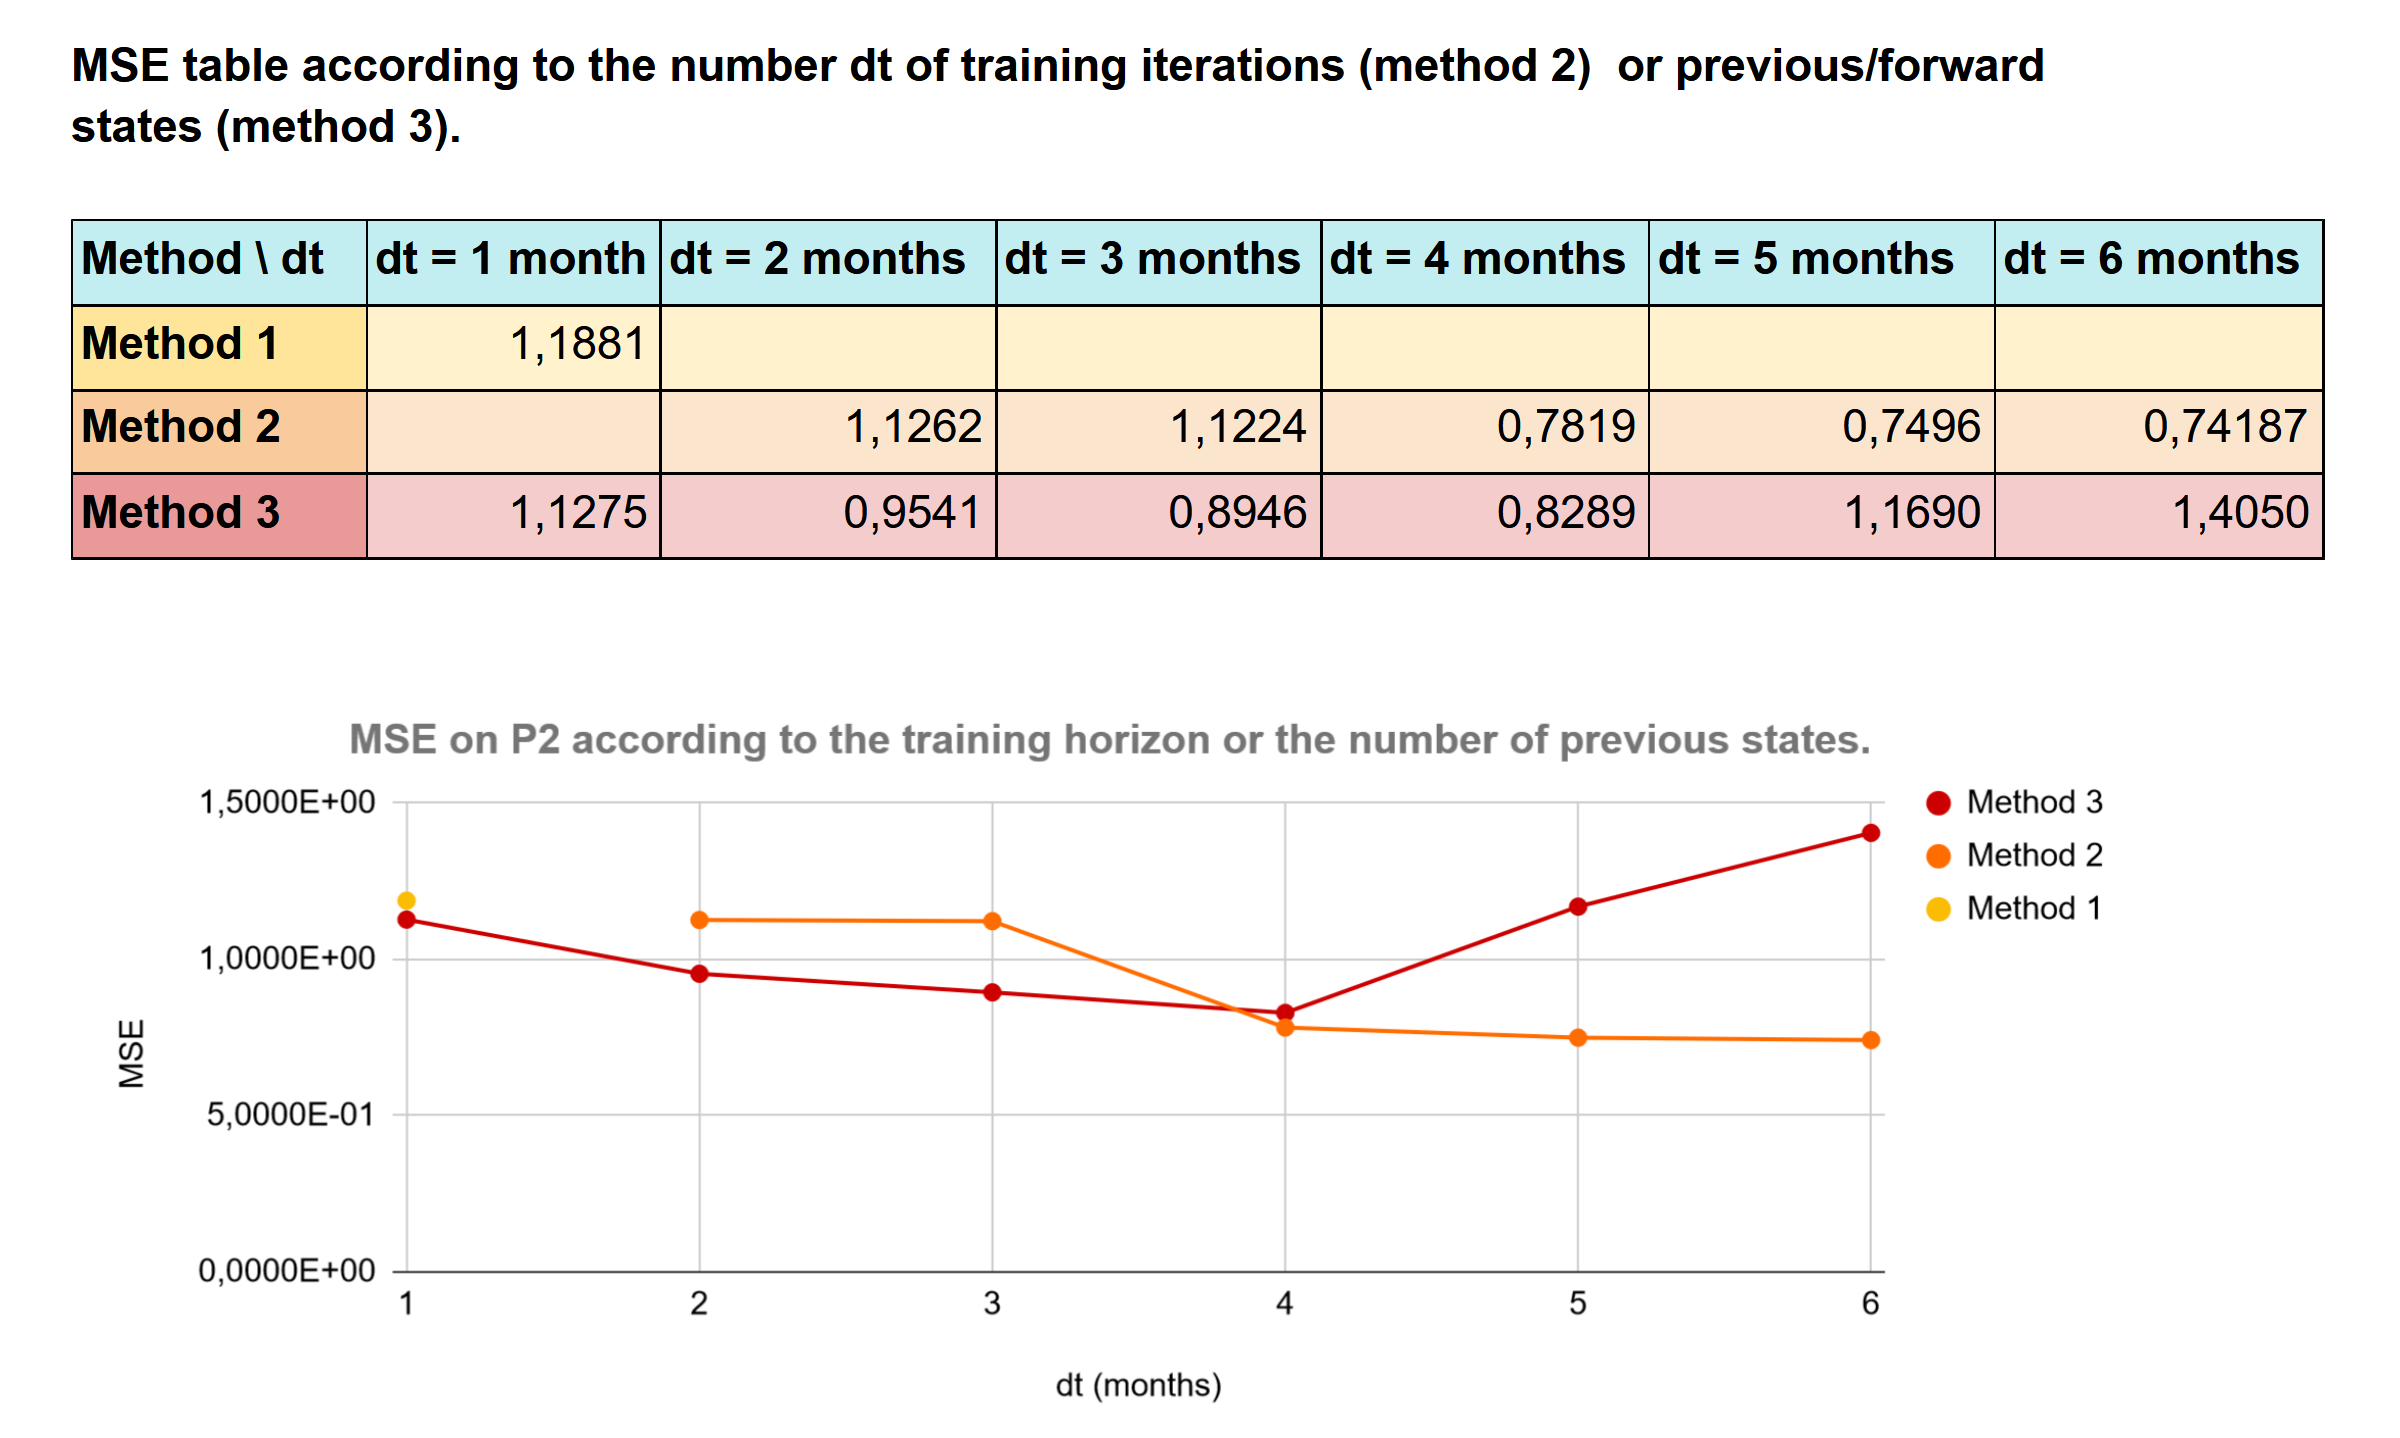 MSE table according to the number dt of training iterations (method 2)  or previous/forward
states (method 3).
Method \ dt dt = 1 month dt = 2 months dt = 3 months dt = 4 months dt = 5 months dt = 6 months
Method 1 1,1881
Method 2 1,1262 1,1224 0,7819 0,7496 0,74187
Method 3 1,1275 0,9541 0,8946 0,8289 1,1690 1,4050
MSE on P2 according to the training horizon or the number of previous states.
1,5000E+00
1,0000E+00
5,0000E-01
0,0000E+00
MSE
1 2 3 4 5 6
dt (months)
Method 3
Method 2
Method 1